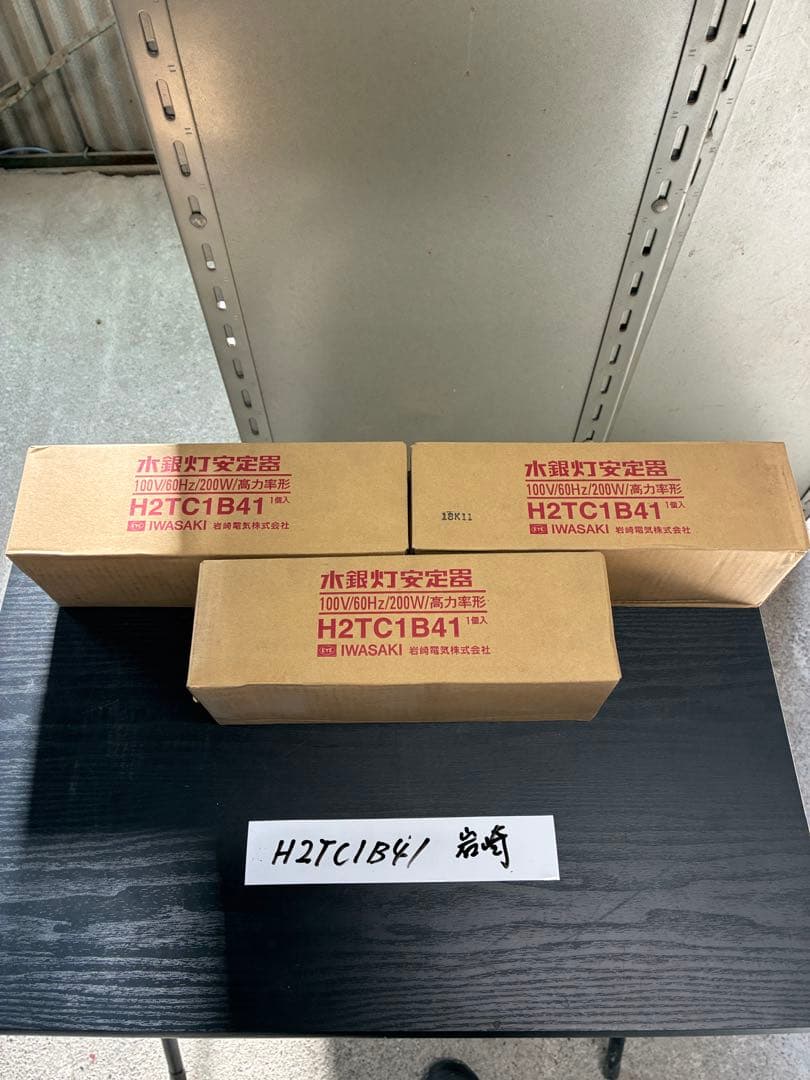 水銀灯安定器
100V/60Hz/200W/高力率形
H2TC1B41 1個入
EYE IWASAKI 岩崎電気株式会社
水銀灯安定器
100V/60Hz/200W/高力率形
H2TC1B41 1個入
EYE IWASAKI 岩崎電気株式会社
18K11
水銀灯安定器
100V/60Hz/200W/高力率形
H2TC1B41 1個入
EYE IWASAKI 岩崎電気株式会社
H2TC1B41 岩崎